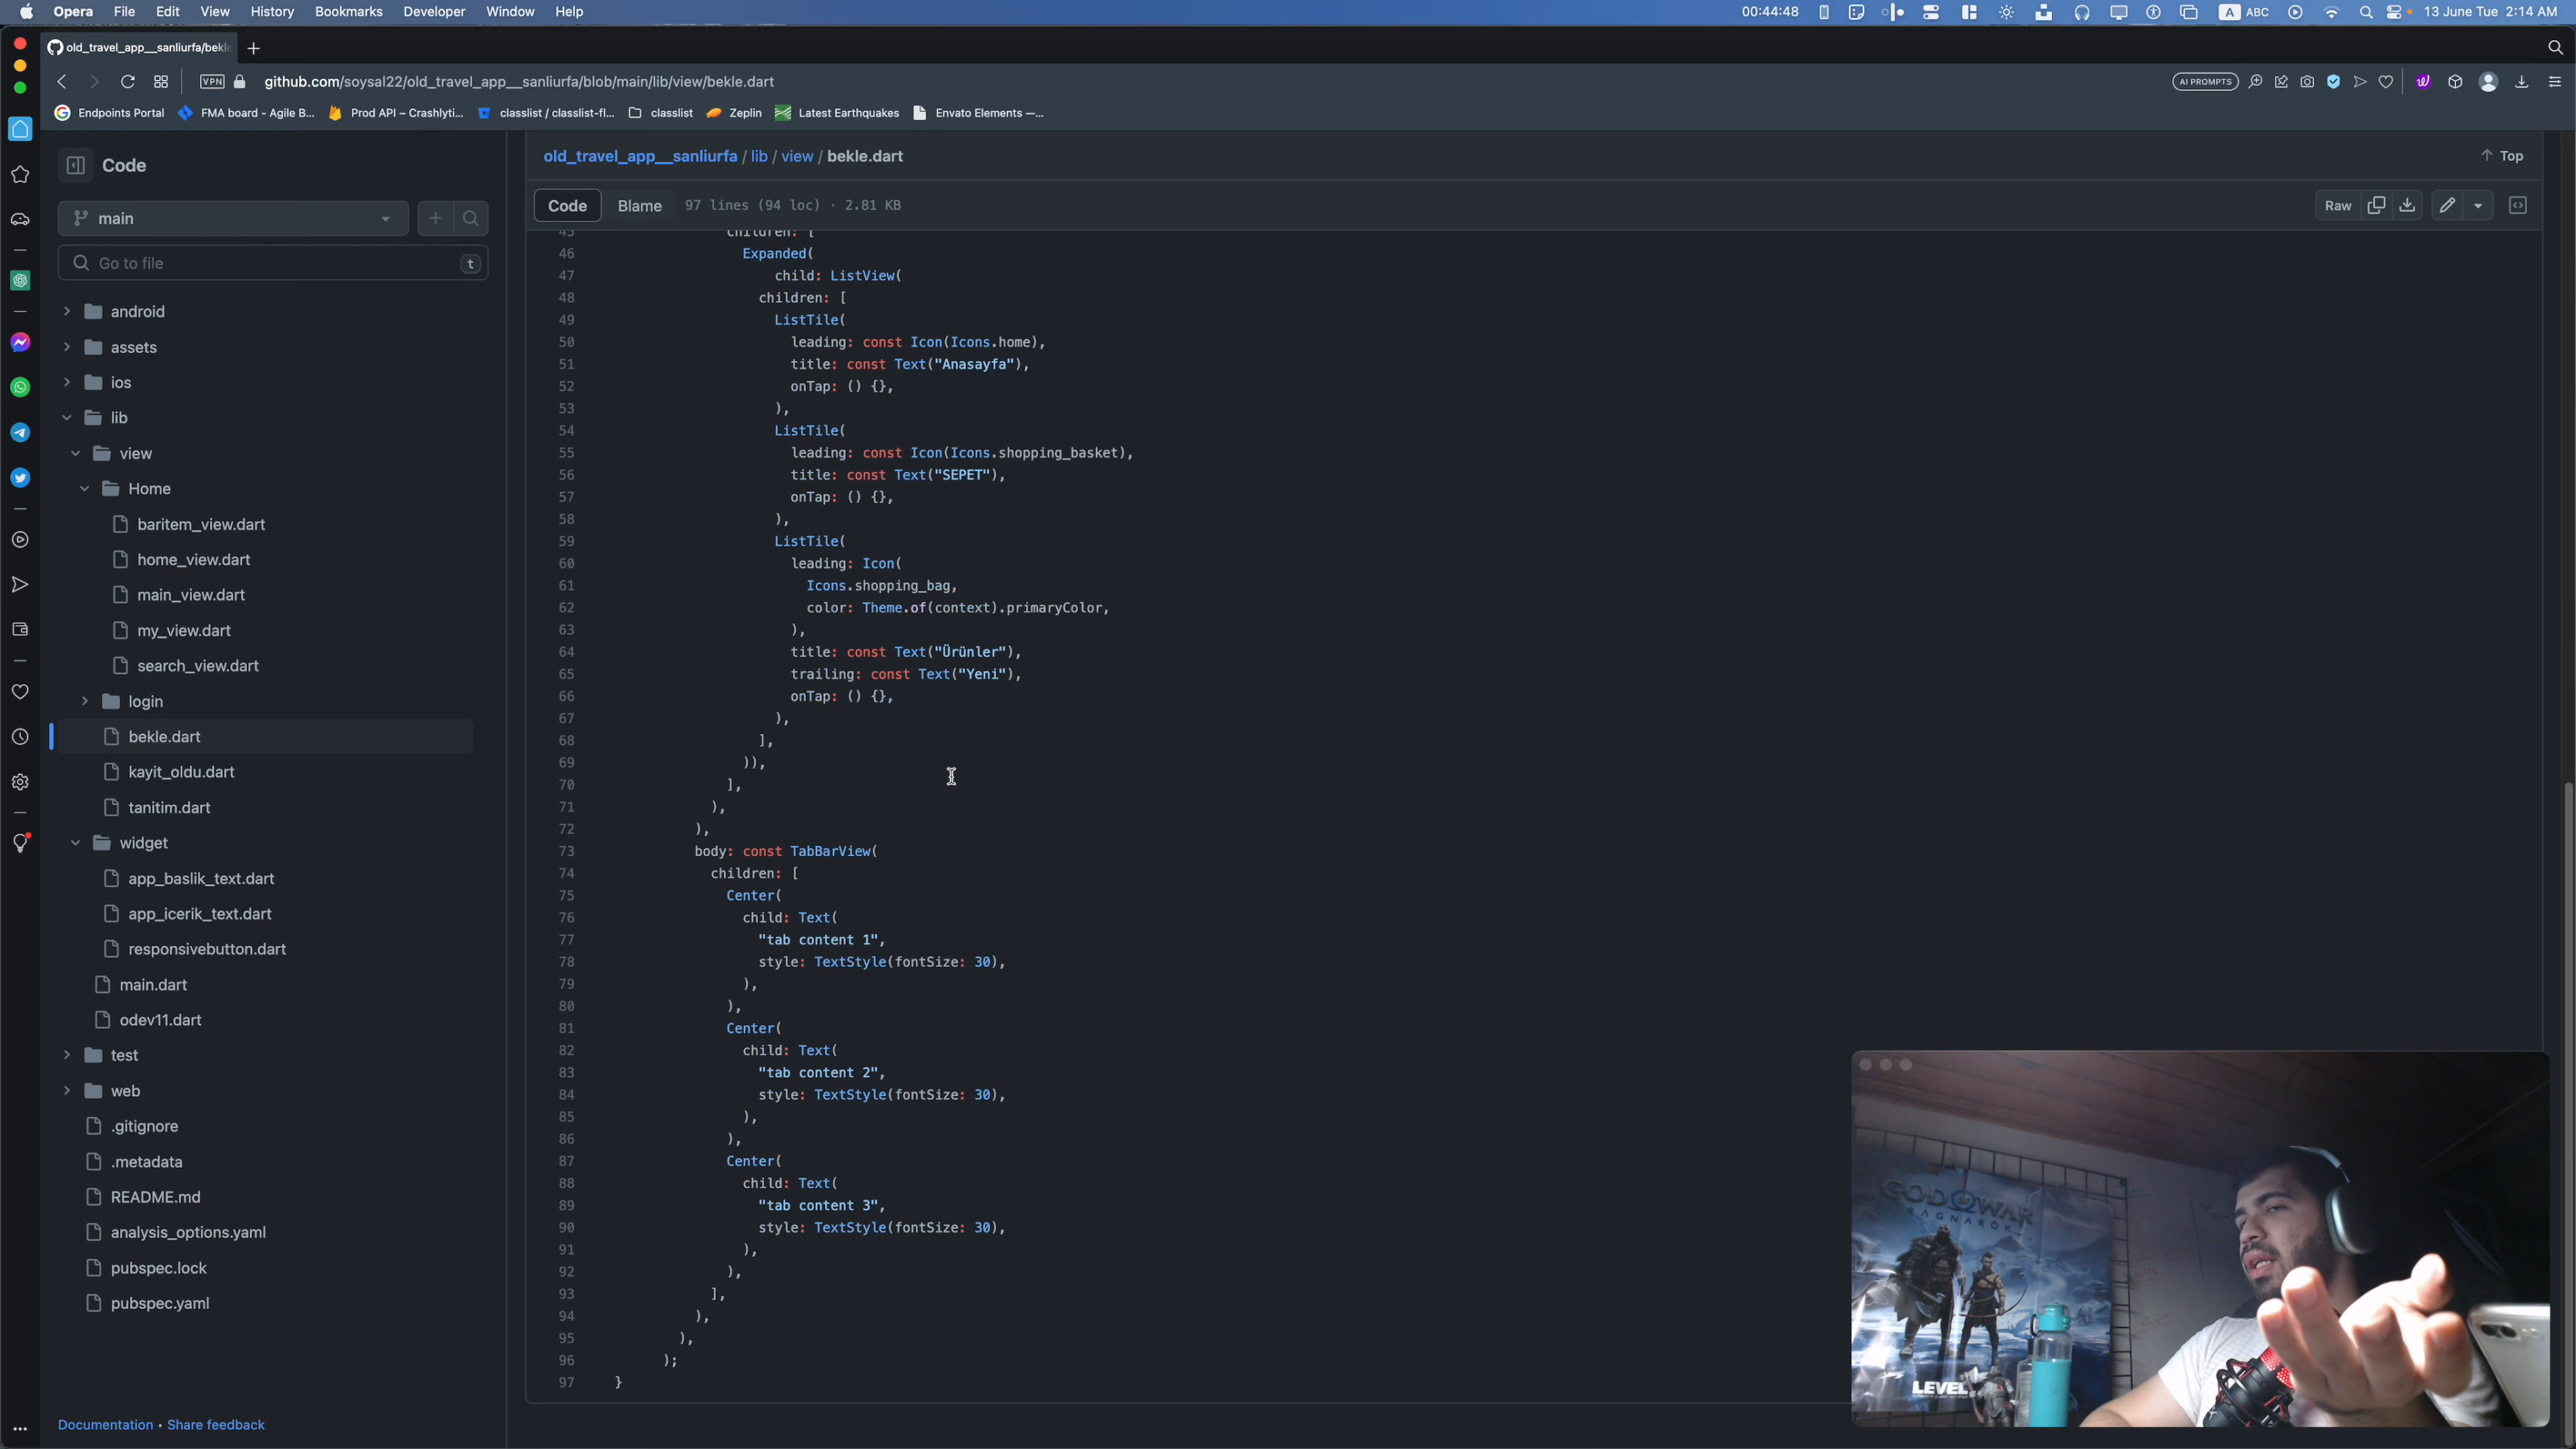 Opera File Edit View History Bookmarks Developer Window Help 00:44:48 A ABC 13 June Tue 2:14 AM
old_travel_app__sanliurfa/bekle
VPN github.com/soysal22/old_travel_app__sanliurfa/blob/main/lib/view/bekle.dart AI PROMPTS
Endpoints Portal FMA board - Agile B... Prod API – Crashlyti... classlist / classlist-fl... classlist Zeplin Latest Earthquakes Envato Elements —...
Code
main
Go to file t
android
assets
ios
lib
view
Home
baritem_view.dart
home_view.dart
main_view.dart
my_view.dart
search_view.dart
login
bekle.dart
kayit_oldu.dart
tanitim.dart
widget
app_baslik_text.dart
app_icerik_text.dart
responsivebutton.dart
main.dart
odev11.dart
test
web
.gitignore
.metadata
README.md
analysis_options.yaml
pubspec.lock
pubspec.yaml
Documentation • Share feedback
old_travel_app__sanliurfa / lib / view / bekle.dart Top
Code Blame 97 lines (94 loc) · 2.81 KB Raw
45 children: [
46 Expanded(
47 child: ListView(
48 children: [
49 ListTile(
50 leading: const Icon(Icons.home),
51 title: const Text("Anasayfa"),
52 onTap: () {},
53 ),
54 ListTile(
55 leading: const Icon(Icons.shopping_basket),
56 title: const Text("SEPET"),
57 onTap: () {},
58 ),
59 ListTile(
60 leading: Icon(
61 Icons.shopping_bag,
62 color: Theme.of(context).primaryColor,
63 ),
64 title: const Text("Ürünler"),
65 trailing: const Text("Yeni"),
66 onTap: () {},
67 ),
68 ],
69 )),
70 ],
71 ),
72 ),
73 body: const TabBarView(
74 children: [
75 Center(
76 child: Text(
77 "tab content 1",
78 style: TextStyle(fontSize: 30),
79 ),
80 ),
81 Center(
82 child: Text(
83 "tab content 2",
84 style: TextStyle(fontSize: 30),
85 ),
86 ),
87 Center(
88 child: Text(
89 "tab content 3",
90 style: TextStyle(fontSize: 30),
91 ),
92 ),
93 ],
94 ),
95 ),
96 );
97 }
GOD OF WAR
RAGNARÖK
LEVEL